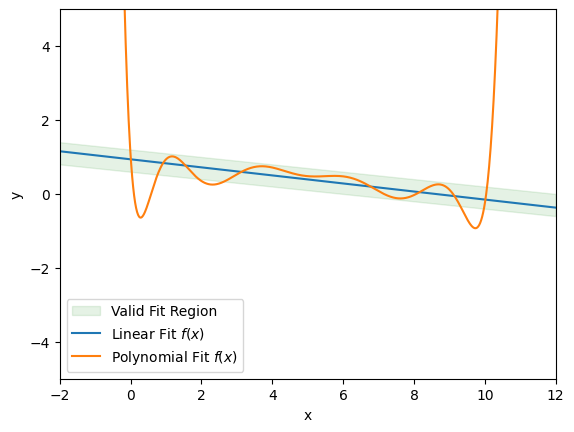 4
2
0
−2
−4
y
Valid Fit Region
Linear Fit f(x)
Polynomial Fit f(x)
−2 0 2 4 6 8 10 12
x